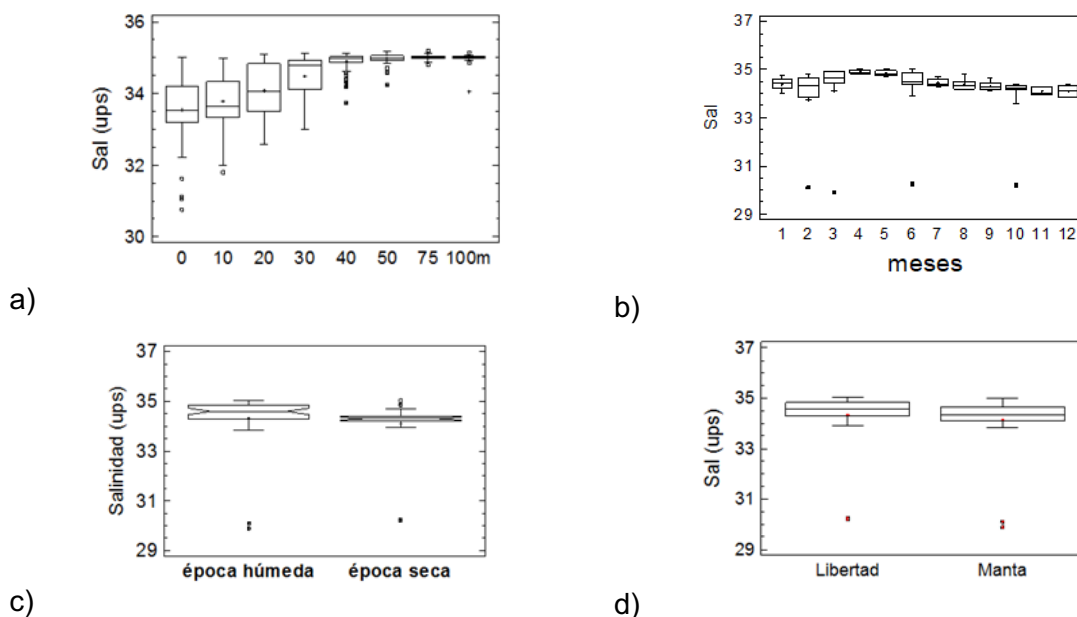 36
34
32
30
Sal (ups)
0 10 20 30 40 50 75 100m
a)
37
35
33
31
29
Sal
1 2 3 4 5 6 7 8 9 10 11 12
meses
b)
37
35
33
31
29
Salinidad (ups)
época húmeda época seca
c)
37
35
33
31
29
Sal (ups)
Libertad Manta
d)